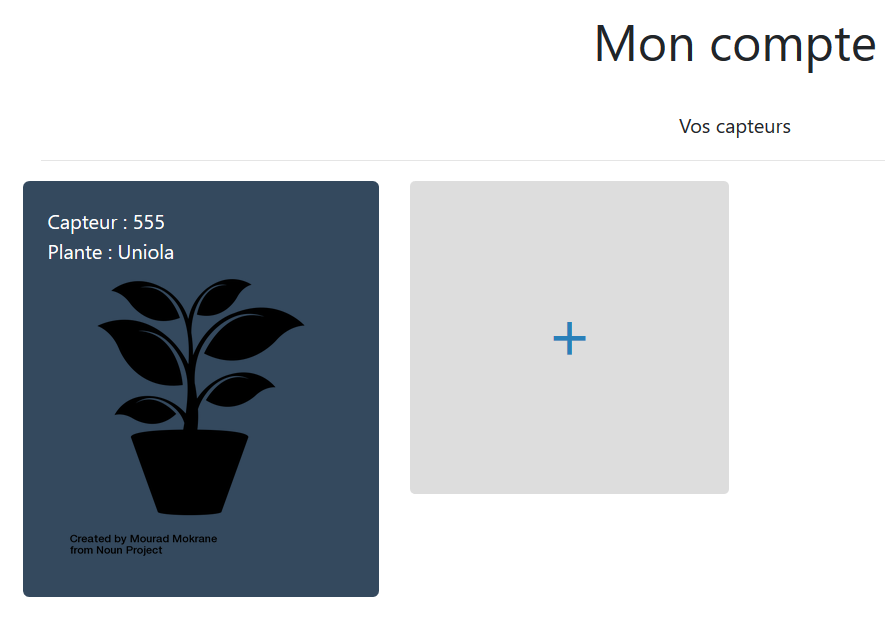 Mon compte
Vos capteurs
Capteur : 555
Plante : Uniola
+
Created by Mourad Mokrane
from Noun Project